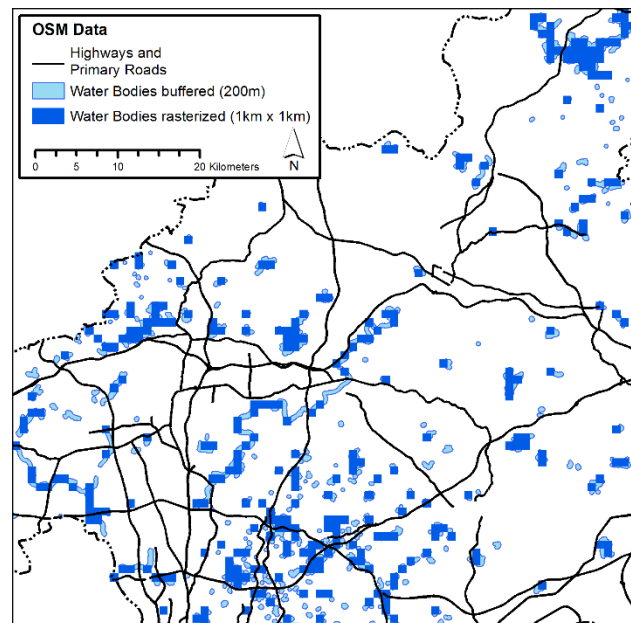 OSM Data
Highways and
Primary Roads
Water Bodies buffered (200m)
Water Bodies rasterized (1km x 1km)
0 5 10 20 Kilometers
N